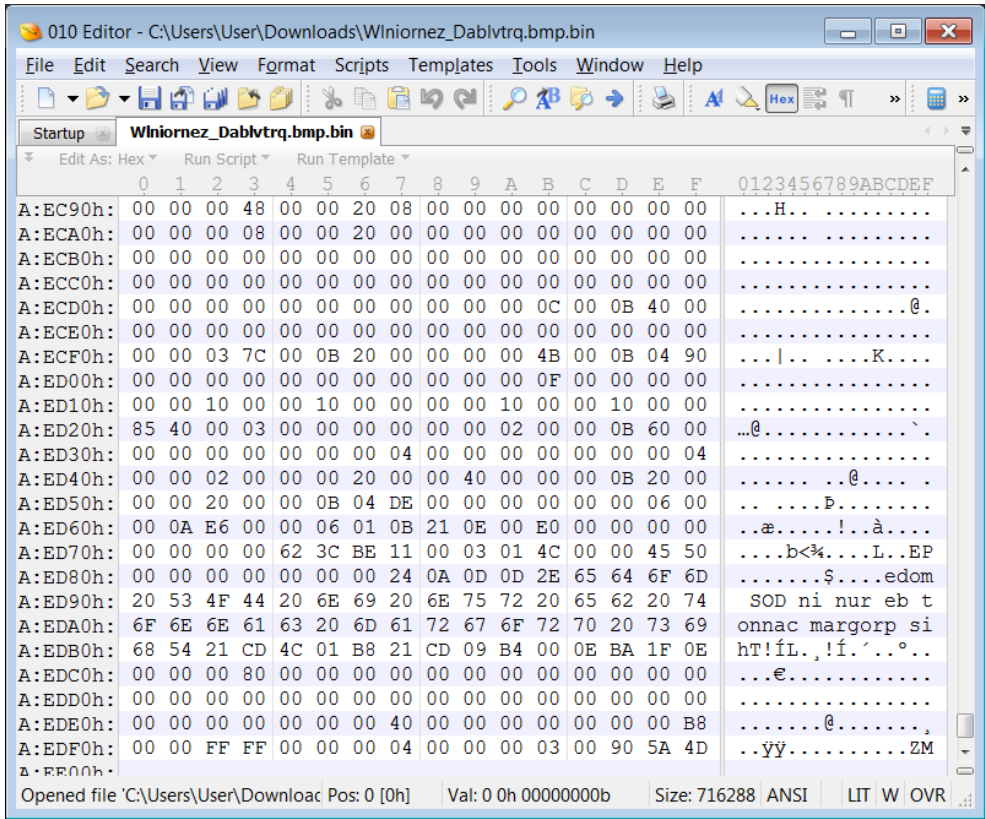 010 Editor - C:\Users\User\Downloads\Wlniornez_Dablvtrq.bmp.bin
File Edit Search View Format Scripts Templates Tools Window Help
Hex ¶ » »
Startup Wlniornez_Dablvtrq.bmp.bin
Edit As: Hex Run Script Run Template
0 1 2 3 4 5 6 7 8 9 A B C D E F 0123456789ABCDEF
A:EC90h: 00 00 00 48 00 00 20 08 00 00 00 00 00 00 00 00 ...H.. .........
A:ECA0h: 00 00 00 08 00 00 20 00 00 00 00 00 00 00 00 00 ...... .........
A:ECB0h: 00 00 00 00 00 00 00 00 00 00 00 00 00 00 00 00 ................
A:ECC0h: 00 00 00 00 00 00 00 00 00 00 00 00 00 00 00 00 ................
A:ECD0h: 00 00 00 00 00 00 00 00 00 00 00 0C 00 0B 40 00 ..............@.
A:ECE0h: 00 00 00 00 00 00 00 00 00 00 00 00 00 00 00 00 ................
A:ECF0h: 00 00 03 7C 00 0B 20 00 00 00 00 4B 00 0B 04 90 ...|.. ....K....
A:ED00h: 00 00 00 00 00 00 00 00 00 00 00 0F 00 00 00 00 ................
A:ED10h: 00 00 10 00 00 10 00 00 00 00 10 00 00 10 00 00 ................
A:ED20h: 85 40 00 03 00 00 00 00 00 00 02 00 00 0B 60 00 …@............`.
A:ED30h: 00 00 00 00 00 00 00 04 00 00 00 00 00 00 00 04 ................
A:ED40h: 00 00 02 00 00 00 20 00 00 40 00 00 00 0B 20 00 ...... ..@.... .
A:ED50h: 00 00 20 00 00 0B 04 DE 00 00 00 00 00 00 06 00 .. ....Þ........
A:ED60h: 00 0A E6 00 00 06 01 0B 21 0E 00 E0 00 00 00 00 ..æ.....!..à....
A:ED70h: 00 00 00 00 62 3C BE 11 00 03 01 4C 00 00 45 50 ....b<¾....L..EP
A:ED80h: 00 00 00 00 00 00 00 24 0A 0D 0D 2E 65 64 6F 6D .......$....edom
A:ED90h: 20 53 4F 44 20 6E 69 20 6E 75 72 20 65 62 20 74 SOD ni nur eb t
A:EDA0h: 6F 6E 6E 61 63 20 6D 61 72 67 6F 72 70 20 73 69 onnac margorp si
A:EDB0h: 68 54 21 CD 4C 01 B8 21 CD 09 B4 00 0E BA 1F 0E hT!ÍL.¸!Í.´..º..
A:EDC0h: 00 00 00 80 00 00 00 00 00 00 00 00 00 00 00 00 ...€............
A:EDD0h: 00 00 00 00 00 00 00 00 00 00 00 00 00 00 00 00 ................
A:EDE0h: 00 00 00 00 00 00 00 40 00 00 00 00 00 00 00 B8 .......@.......¸
A:EDF0h: 00 00 FF FF 00 00 00 04 00 00 00 03 00 90 5A 4D ..ÿÿ..........ZM
A:EE00h:
Opened file 'C:\Users\User\Downloac Pos: 0 [0h] Val: 0 0h 00000000b Size: 716288 ANSI LIT W OVR